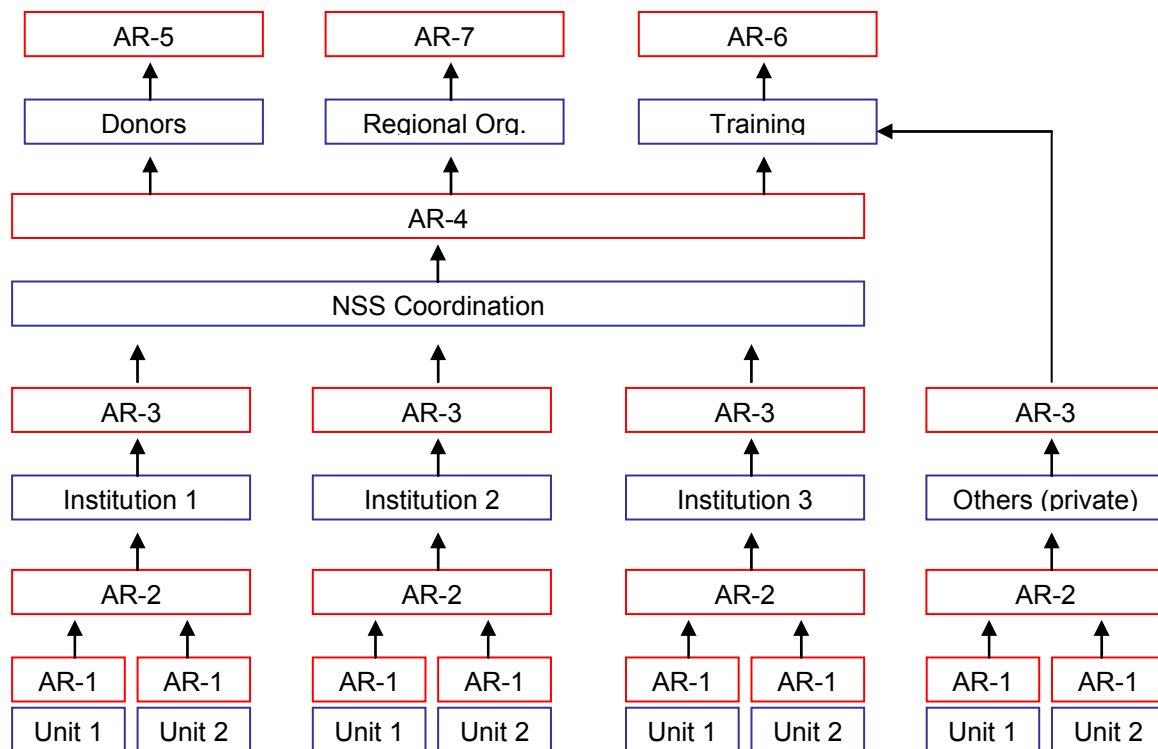 AR-5 AR-7 AR-6
Donors Regional Org. Training
AR-4
NSS Coordination
AR-3 AR-3 AR-3 AR-3
Institution 1 Institution 2 Institution 3 Others (private)
AR-2 AR-2 AR-2 AR-2
AR-1 AR-1 AR-1 AR-1 AR-1 AR-1 AR-1 AR-1
Unit 1 Unit 2 Unit 1 Unit 2 Unit 1 Unit 2 Unit 1 Unit 2